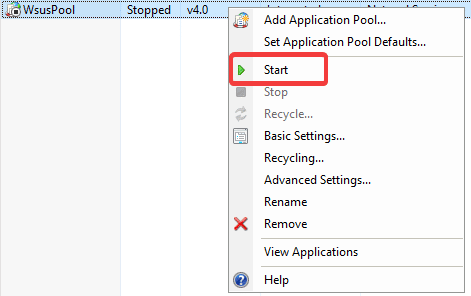 WsusPool Stopped v4.0
Add Application Pool...
Set Application Pool Defaults...
Start
Stop
Recycle...
Basic Settings...
Recycling...
Advanced Settings...
Rename
Remove
View Applications
Help